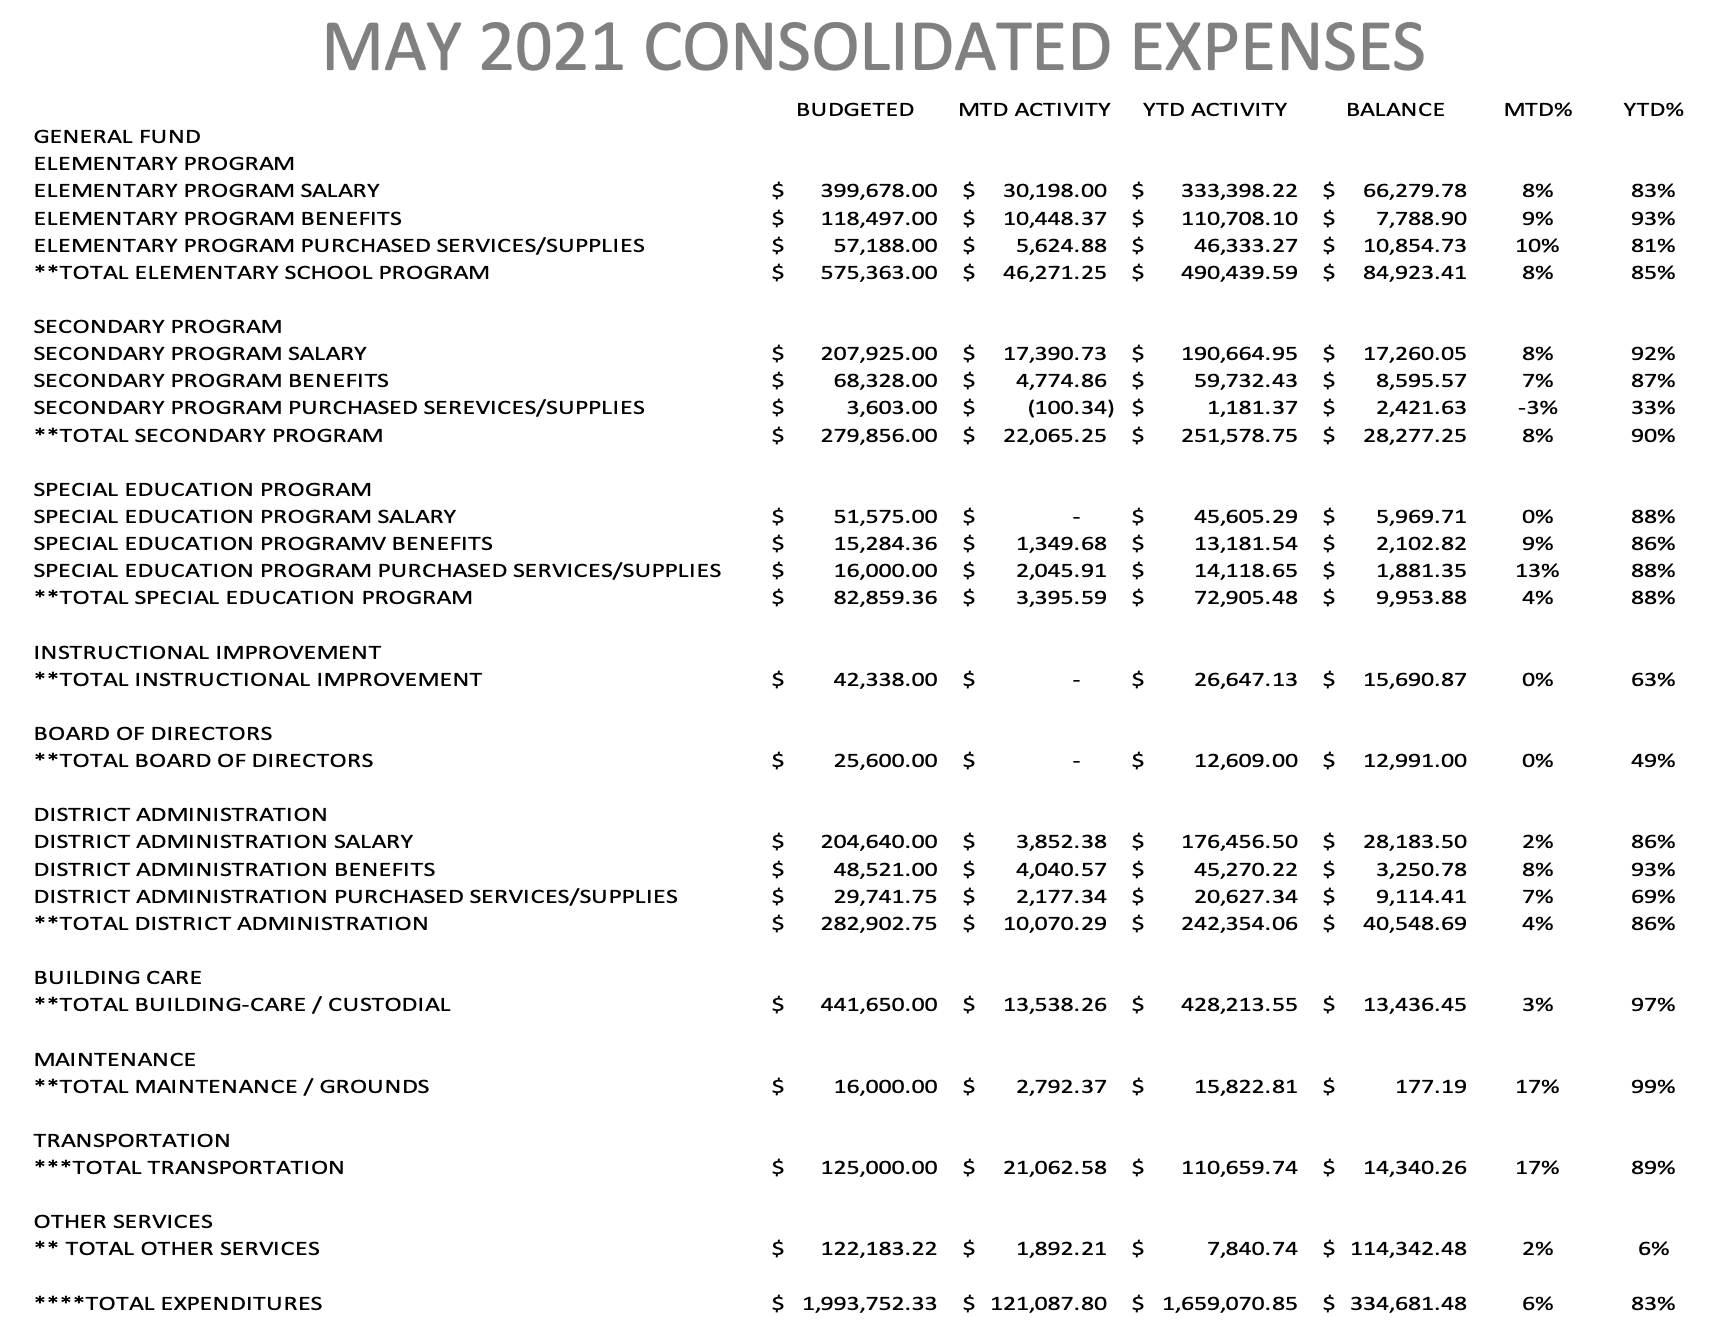 MAY 2021 CONSOLIDATED EXPENSES
BUDGETED MTD ACTIVITY YTD ACTIVITY BALANCE MTD% YTD%
GENERAL FUND
ELEMENTARY PROGRAM
ELEMENTARY PROGRAM SALARY $ 399,678.00 $ 30,198.00 $ 333,398.22 $ 66,279.78 8% 83%
ELEMENTARY PROGRAM BENEFITS $ 118,497.00 $ 10,448.37 $ 110,708.10 $ 7,788.90 9% 93%
ELEMENTARY PROGRAM PURCHASED SERVICES/SUPPLIES $ 57,188.00 $ 5,624.88 $ 46,333.27 $ 10,854.73 10% 81%
**TOTAL ELEMENTARY SCHOOL PROGRAM $ 575,363.00 $ 46,271.25 $ 490,439.59 $ 84,923.41 8% 85%
SECONDARY PROGRAM
SECONDARY PROGRAM SALARY $ 207,925.00 $ 17,390.73 $ 190,664.95 $ 17,260.05 8% 92%
SECONDARY PROGRAM BENEFITS $ 68,328.00 $ 4,774.86 $ 59,732.43 $ 8,595.57 7% 87%
SECONDARY PROGRAM PURCHASED SEREVICES/SUPPLIES $ 3,603.00 $ (100.34) $ 1,181.37 $ 2,421.63 -3% 33%
**TOTAL SECONDARY PROGRAM $ 279,856.00 $ 22,065.25 $ 251,578.75 $ 28,277.25 8% 90%
SPECIAL EDUCATION PROGRAM
SPECIAL EDUCATION PROGRAM SALARY $ 51,575.00 $ - $ 45,605.29 $ 5,969.71 0% 88%
SPECIAL EDUCATION PROGRAMV BENEFITS $ 15,284.36 $ 1,349.68 $ 13,181.54 $ 2,102.82 9% 86%
SPECIAL EDUCATION PROGRAM PURCHASED SERVICES/SUPPLIES $ 16,000.00 $ 2,045.91 $ 14,118.65 $ 1,881.35 13% 88%
**TOTAL SPECIAL EDUCATION PROGRAM $ 82,859.36 $ 3,395.59 $ 72,905.48 $ 9,953.88 4% 88%
INSTRUCTIONAL IMPROVEMENT
**TOTAL INSTRUCTIONAL IMPROVEMENT $ 42,338.00 $ - $ 26,647.13 $ 15,690.87 0% 63%
BOARD OF DIRECTORS
**TOTAL BOARD OF DIRECTORS $ 25,600.00 $ - $ 12,609.00 $ 12,991.00 0% 49%
DISTRICT ADMINISTRATION
DISTRICT ADMINISTRATION SALARY $ 204,640.00 $ 3,852.38 $ 176,456.50 $ 28,183.50 2% 86%
DISTRICT ADMINISTRATION BENEFITS $ 48,521.00 $ 4,040.57 $ 45,270.22 $ 3,250.78 8% 93%
DISTRICT ADMINISTRATION PURCHASED SERVICES/SUPPLIES $ 29,741.75 $ 2,177.34 $ 20,627.34 $ 9,114.41 7% 69%
**TOTAL DISTRICT ADMINISTRATION $ 282,902.75 $ 10,070.29 $ 242,354.06 $ 40,548.69 4% 86%
BUILDING CARE
**TOTAL BUILDING-CARE / CUSTODIAL $ 441,650.00 $ 13,538.26 $ 428,213.55 $ 13,436.45 3% 97%
MAINTENANCE
**TOTAL MAINTENANCE / GROUNDS $ 16,000.00 $ 2,792.37 $ 15,822.81 $ 177.19 17% 99%
TRANSPORTATION
***TOTAL TRANSPORTATION $ 125,000.00 $ 21,062.58 $ 110,659.74 $ 14,340.26 17% 89%
OTHER SERVICES
** TOTAL OTHER SERVICES $ 122,183.22 $ 1,892.21 $ 7,840.74 $ 114,342.48 2% 6%
****TOTAL EXPENDITURES $ 1,993,752.33 $ 121,087.80 $ 1,659,070.85 $ 334,681.48 6% 83%